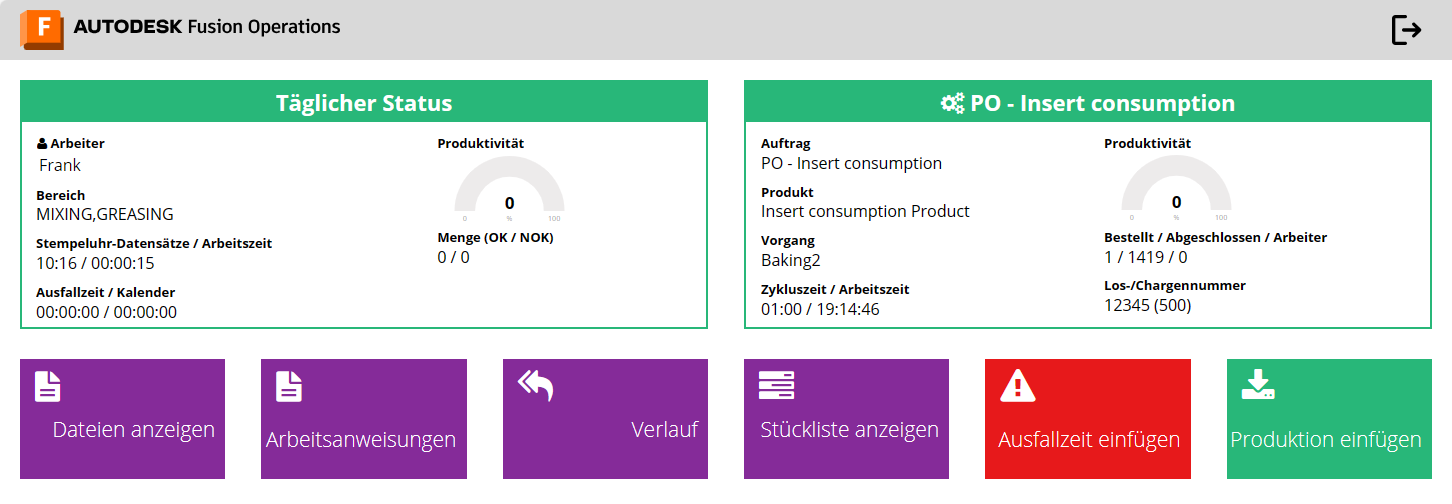 F AUTODESK Fusion Operations
Täglicher Status
Arbeiter
Frank
Bereich
MIXING,GREASING
Stempeluhr-Datensätze / Arbeitszeit
10:16 / 00:00:15
Ausfallzeit / Kalender
00:00:00 / 00:00:00
Produktivität
0
0 % 100
Menge (OK / NOK)
0 / 0
PO - Insert consumption
Auftrag
PO - Insert consumption
Produkt
Insert consumption Product
Vorgang
Baking2
Zykluszeit / Arbeitszeit
01:00 / 19:14:46
Produktivität
0
0 % 100
Bestellt / Abgeschlossen / Arbeiter
1 / 1419 / 0
Los-/Chargennummer
12345 (500)
Dateien anzeigen
Arbeitsanweisungen
Verlauf
Stückliste anzeigen
Ausfallzeit einfügen
Produktion einfügen